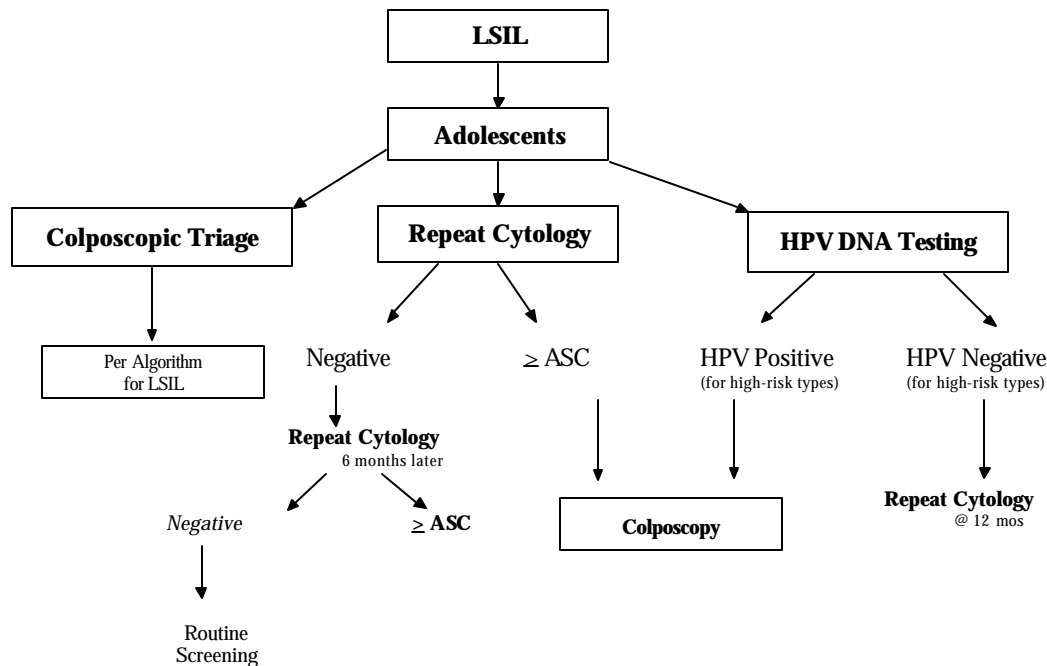 LSIL
Adolescents
Colposcopic Triage
Repeat Cytology
HPV DNA Testing
Per Algorithm
for LSIL
Negative
≥ ASC
HPV Positive
(for high-risk types)
HPV Negative
(for high-risk types)
Repeat Cytology
6 months later
Negative
≥ ASC
Colposcopy
Repeat Cytology
@ 12 mos
Routine
Screening